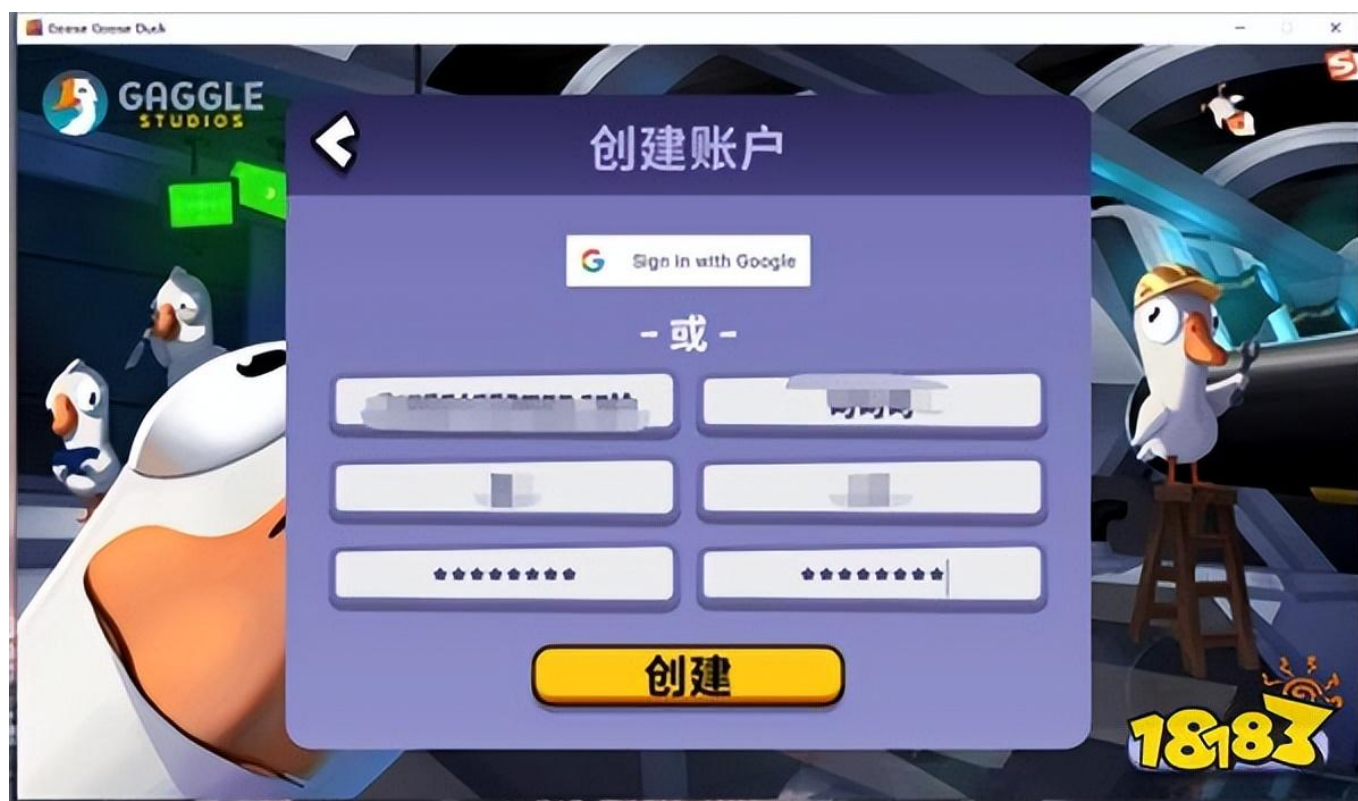 Goose Goose Duck
GAGGLE
STUDIOS
创建账户
Sign in with Google
- 或 -
********
********
创建
18183